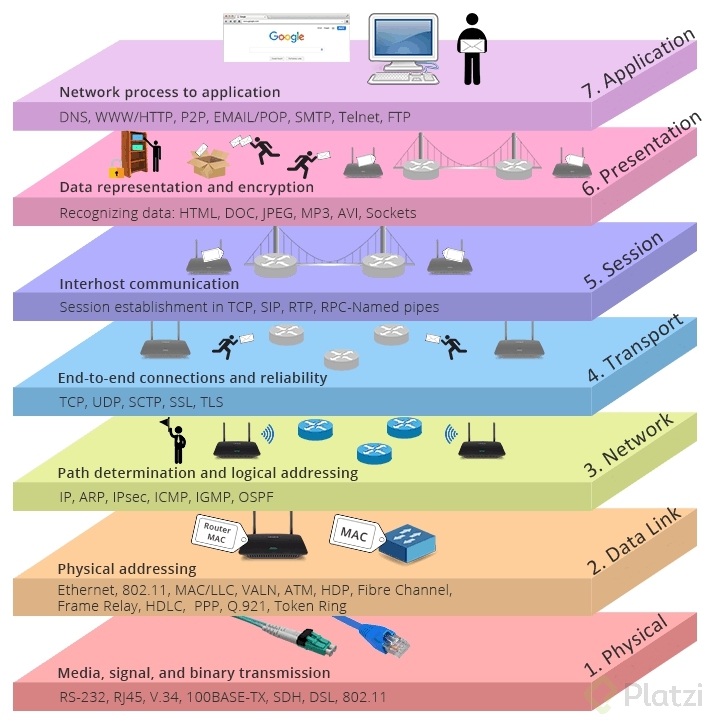 Google
7. Application
Network process to application
DNS, WWW/HTTP, P2P, EMAIL/POP, SMTP, Telnet, FTP
6. Presentation
Data representation and encryption
Recognizing data: HTML, DOC, JPEG, MP3, AVI, Sockets
5. Session
Interhost communication
Session establishment in TCP, SIP, RTP, RPC-Named pipes
4. Transport
End-to-end connections and reliability
TCP, UDP, SCTP, SSL, TLS
3. Network
Path determination and logical addressing
IP, ARP, IPsec, ICMP, IGMP, OSPF
Router
MAC
MAC
2. Data Link
Physical addressing
Ethernet, 802.11, MAC/LLC, VALN, ATM, HDP, Fibre Channel,
Frame Relay, HDLC, PPP, Q.921, Token Ring
1. Physical
Media, signal, and binary transmission
RS-232, RJ45, V.34, 100BASE-TX, SDH, DSL, 802.11
Platzi